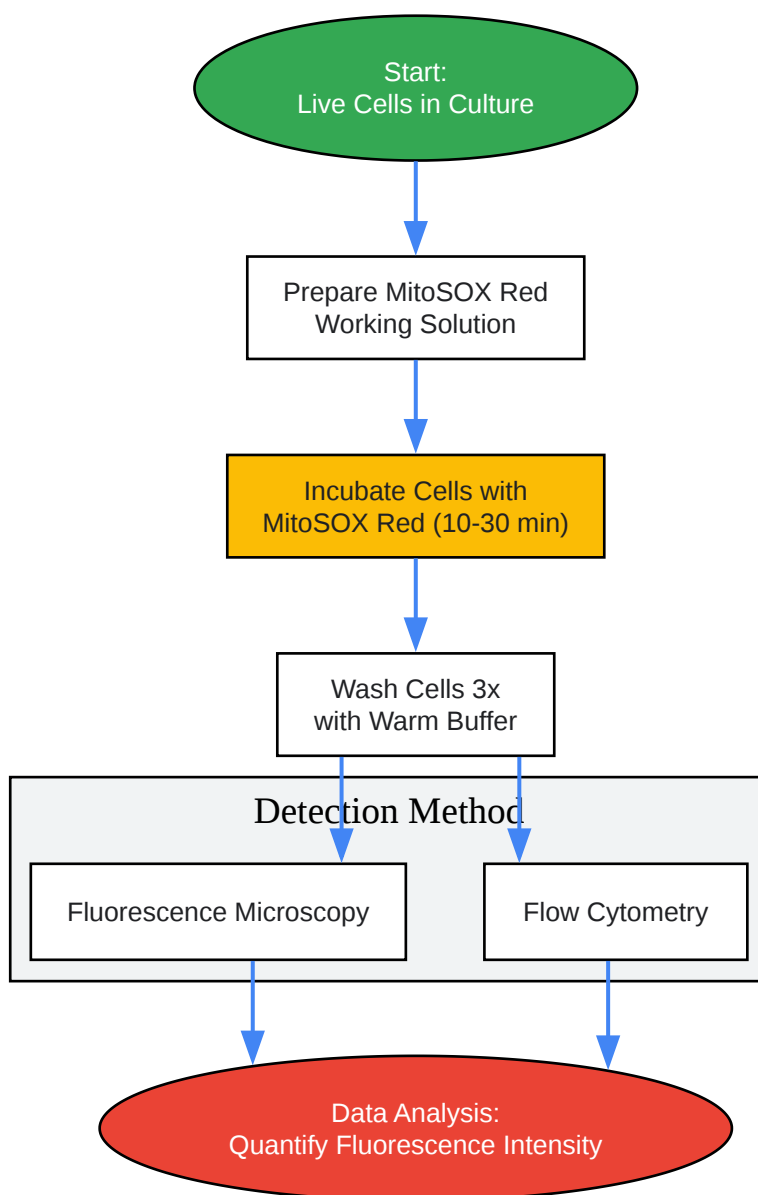 Start:
Live Cells in Culture
Prepare MitoSOX Red
Working Solution
Incubate Cells with
MitoSOX Red (10-30 min)
Wash Cells 3x
with Warm Buffer
Detection Method
Fluorescence Microscopy
Flow Cytometry
Data Analysis:
Quantify Fluorescence Intensity